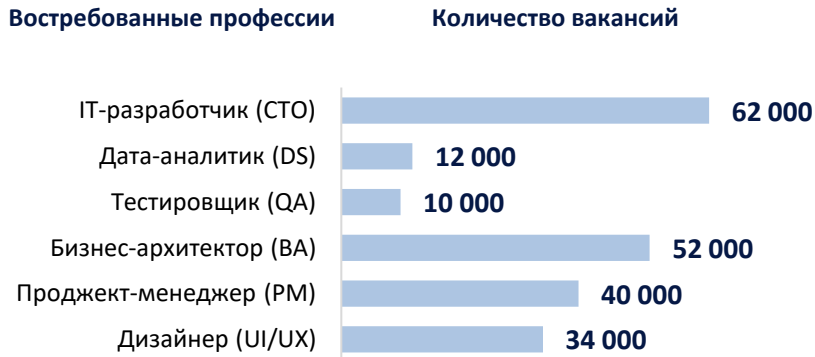 Востребованные профессии Количество вакансий
IT-разработчик (CTO) 62 000
Дата-аналитик (DS) 12 000
Тестировщик (QA) 10 000
Бизнес-архитектор (BA) 52 000
Проджект-менеджер (PM) 40 000
Дизайнер (UI/UX) 34 000